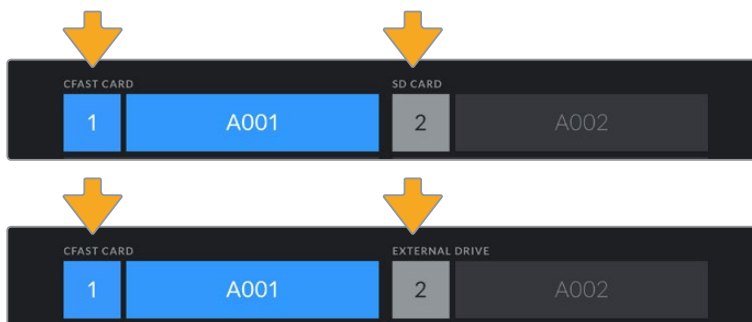 CFAST CARD SD CARD
1 A001 2 A002
CFAST CARD EXTERNAL DRIVE
1 A001 2 A002